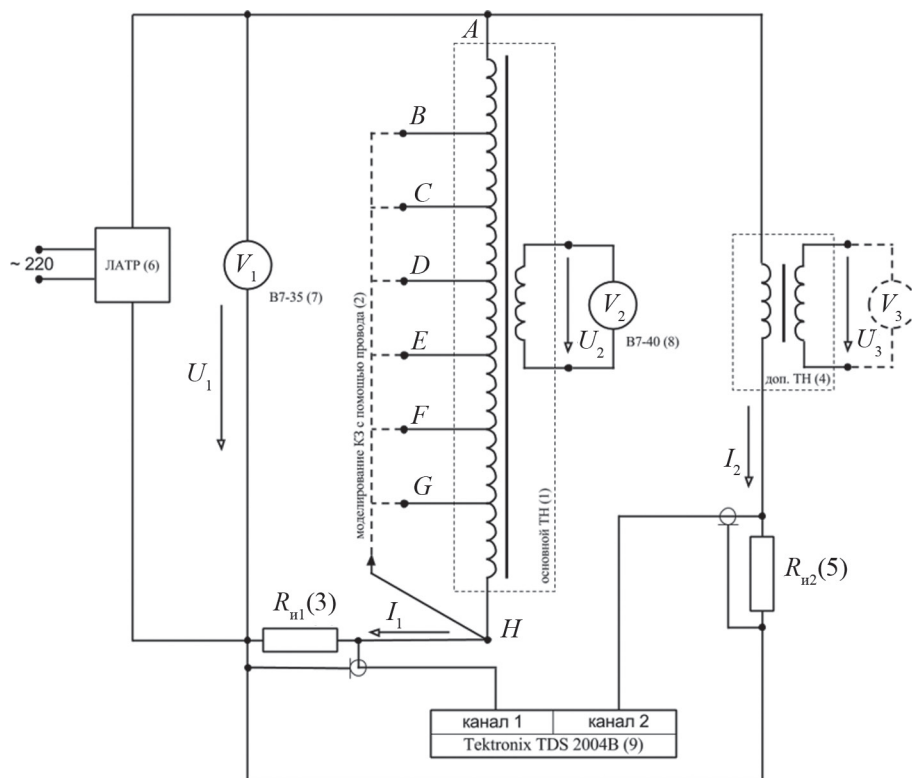 A
B
C
D
E
F
G
H
~ 220
ЛАТР (6)
V1
В7-35 (7)
U1
моделирование КЗ с помощью провода (2)
основной ТН (1)
U2
V2
В7-40 (8)
U3
V3
доп. ТН (4)
I2
Rи2(5)
Rи1(3)
I1
канал 1
канал 2
Tektronix TDS 2004B (9)